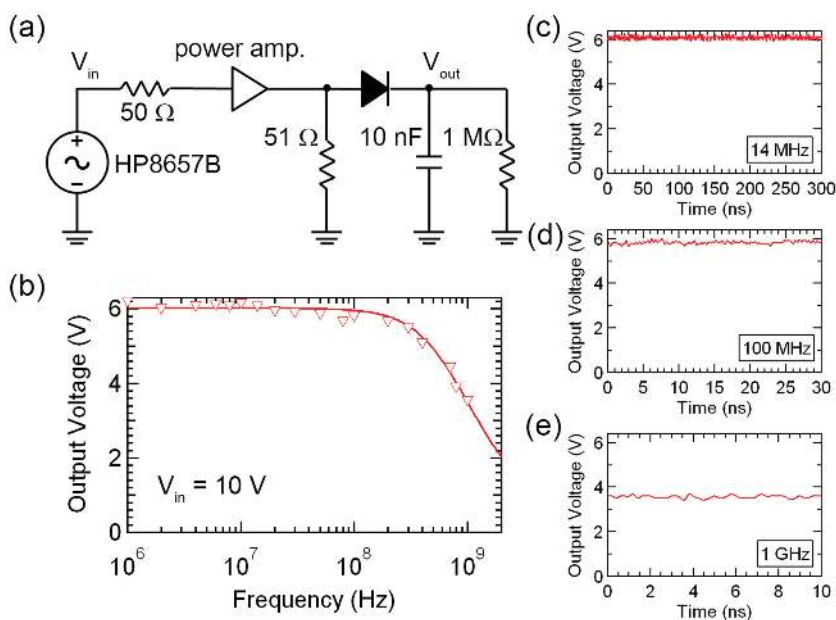 (a)
V_in
power amp.
V_out
50 Ω
51 Ω
10 nF
1 MΩ
+
−
HP8657B
(b)
Output Voltage (V)
6
4
2
0
V_in = 10 V
10^6
10^7
10^8
10^9
Frequency (Hz)
(c)
Output Voltage (V)
6
4
2
0
14 MHz
0 50 100 150 200 250 300
Time (ns)
(d)
Output Voltage (V)
6
4
2
0
100 MHz
0 5 10 15 20 25 30
Time (ns)
(e)
Output Voltage (V)
6
4
2
0
1 GHz
0 2 4 6 8 10
Time (ns)